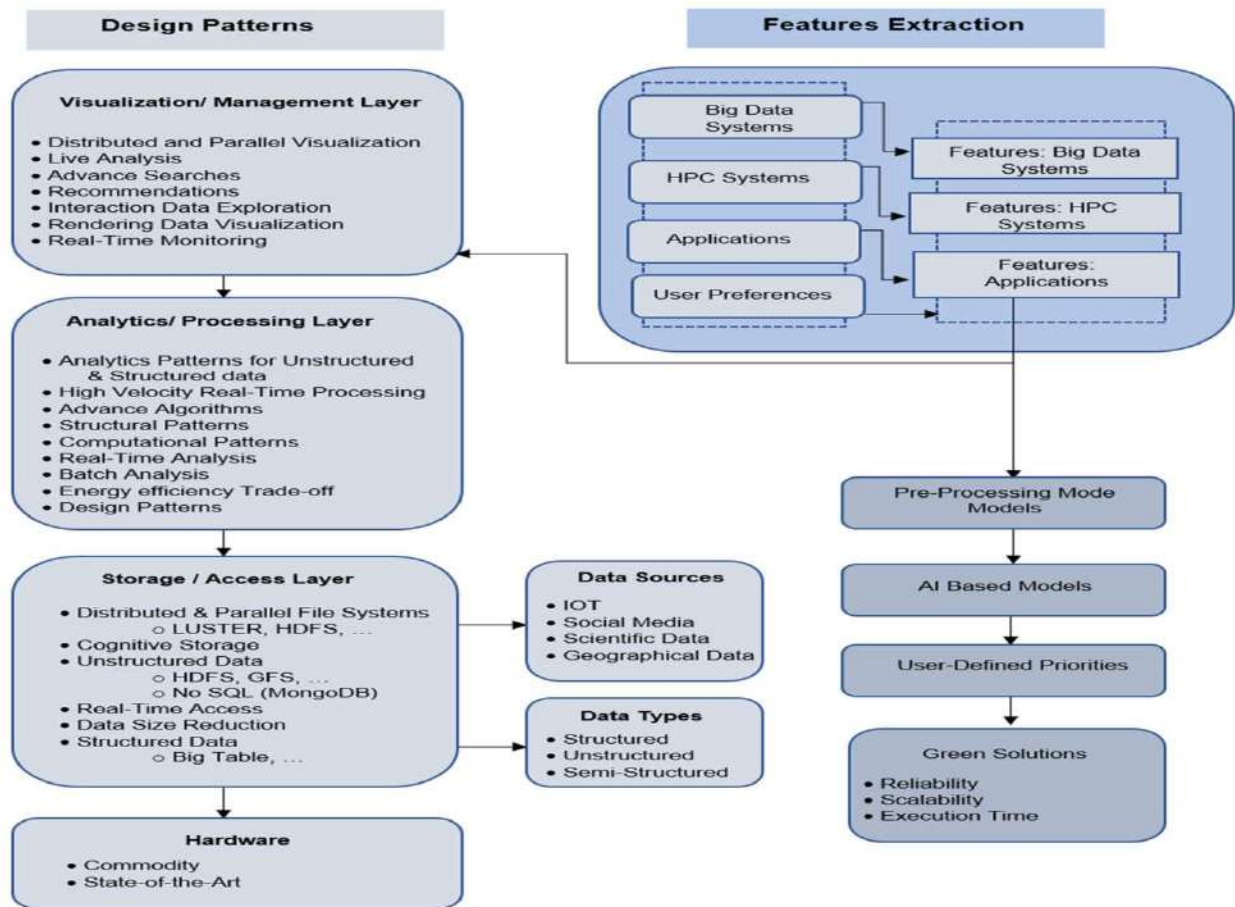 Design Patterns
Visualization/ Management Layer
• Distributed and Parallel Visualization
• Live Analysis
• Advance Searches
• Recommendations
• Interaction Data Exploration
• Rendering Data Visualization
• Real-Time Monitoring
Analytics/ Processing Layer
• Analytics Patterns for Unstructured
& Structured data
• High Velocity Real-Time Processing
• Advance Algorithms
• Structural Patterns
• Computational Patterns
• Real-Time Analysis
• Batch Analysis
• Energy efficiency Trade-off
• Design Patterns
Storage / Access Layer
• Distributed & Parallel File Systems
o LUSTER, HDFS, ...
• Cognitive Storage
• Unstructured Data
o HDFS, GFS, ...
o No SQL (MongoDB)
• Real-Time Access
• Data Size Reduction
• Structured Data
o Big Table, ...
Data Sources
• IOT
• Social Media
• Scientific Data
• Geographical Data
Data Types
• Structured
• Unstructured
• Semi-Structured
Hardware
• Commodity
• State-of-the-Art
Features Extraction
Big Data
Systems
HPC Systems
Applications
User Preferences
Features: Big Data
Systems
Features: HPC
Systems
Features:
Applications
Pre-Processing Mode
Models
AI Based Models
User-Defined Priorities
Green Solutions
• Reliability
• Scalability
• Execution Time